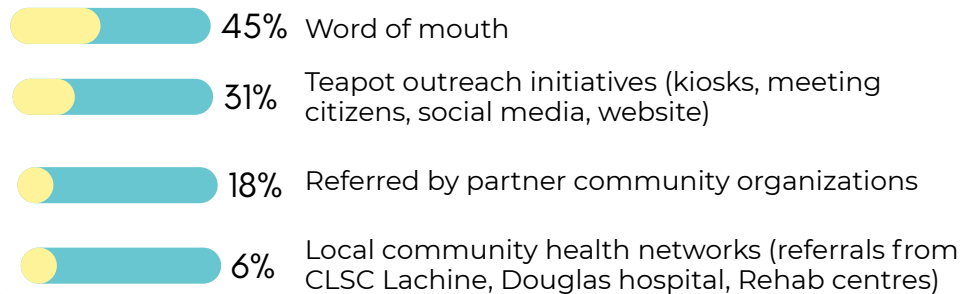 45% Word of mouth
31% Teapot outreach initiatives (kiosks, meeting
citizens, social media, website)
18% Referred by partner community organizations
6% Local community health networks (referrals from
CLSC Lachine, Douglas hospital, Rehab centres)